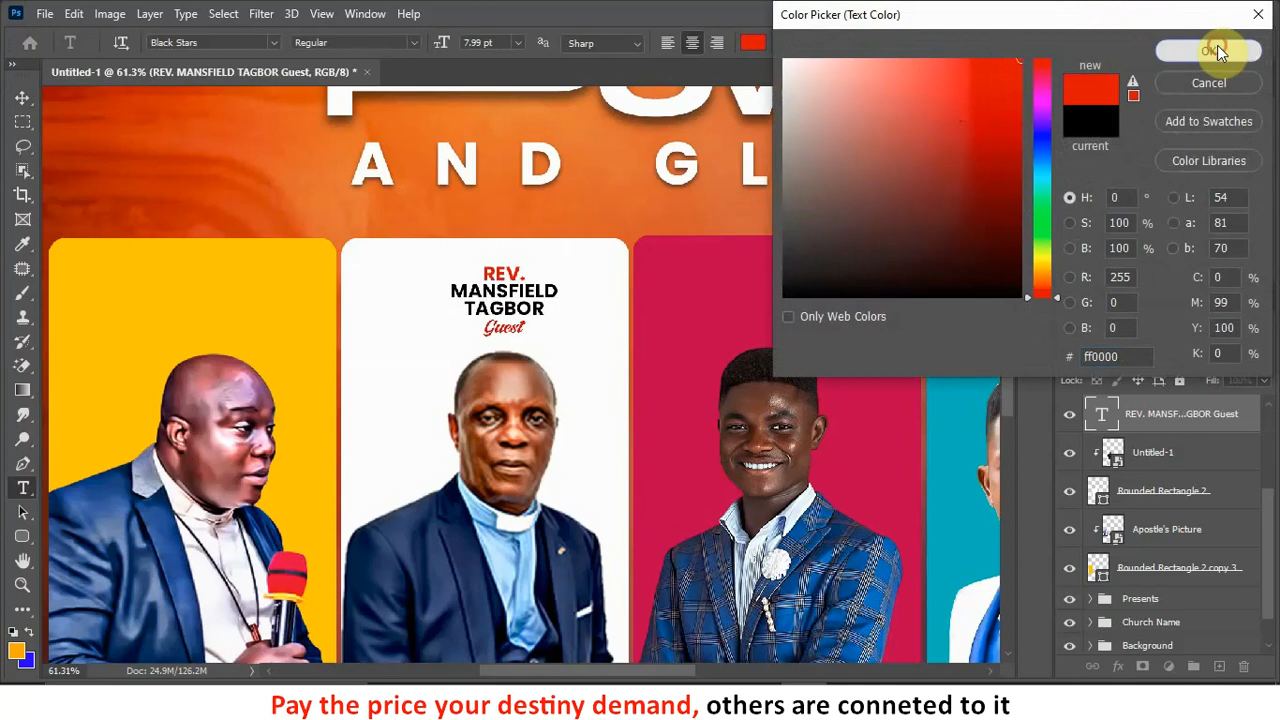 Ps File Edit Image Layer Type Select Filter 3D View Window Help
Color Picker (Text Color)
T Black Stars Regular 7.99 pt Sharp
Untitled-1 @ 61.3% (REV. MANSFIELD TAGBOR Guest, RGB/8) *
new
current
OK
Cancel
Add to Swatches
Color Libraries
H: 0 °
S: 100 %
B: 100 %
R: 255
G: 0
B: 0
# ff0000
L: 54
a: 81
b: 70
C: 0 %
M: 99 %
Y: 100 %
K: 0 %
Only Web Colors
AND GL
REV.
MANSFIELD
TAGBOR
Guest
Lock: Fill: 100%
T REV. MANSF...GBOR Guest
Untitled-1
Rounded Rectangle 2
Apostle's Picture
Rounded Rectangle 2 copy 3
Presents
Church Name
Background
61.31% Doc: 24.9M/126.2M
Pay the price your destiny demand, others are conneted to it